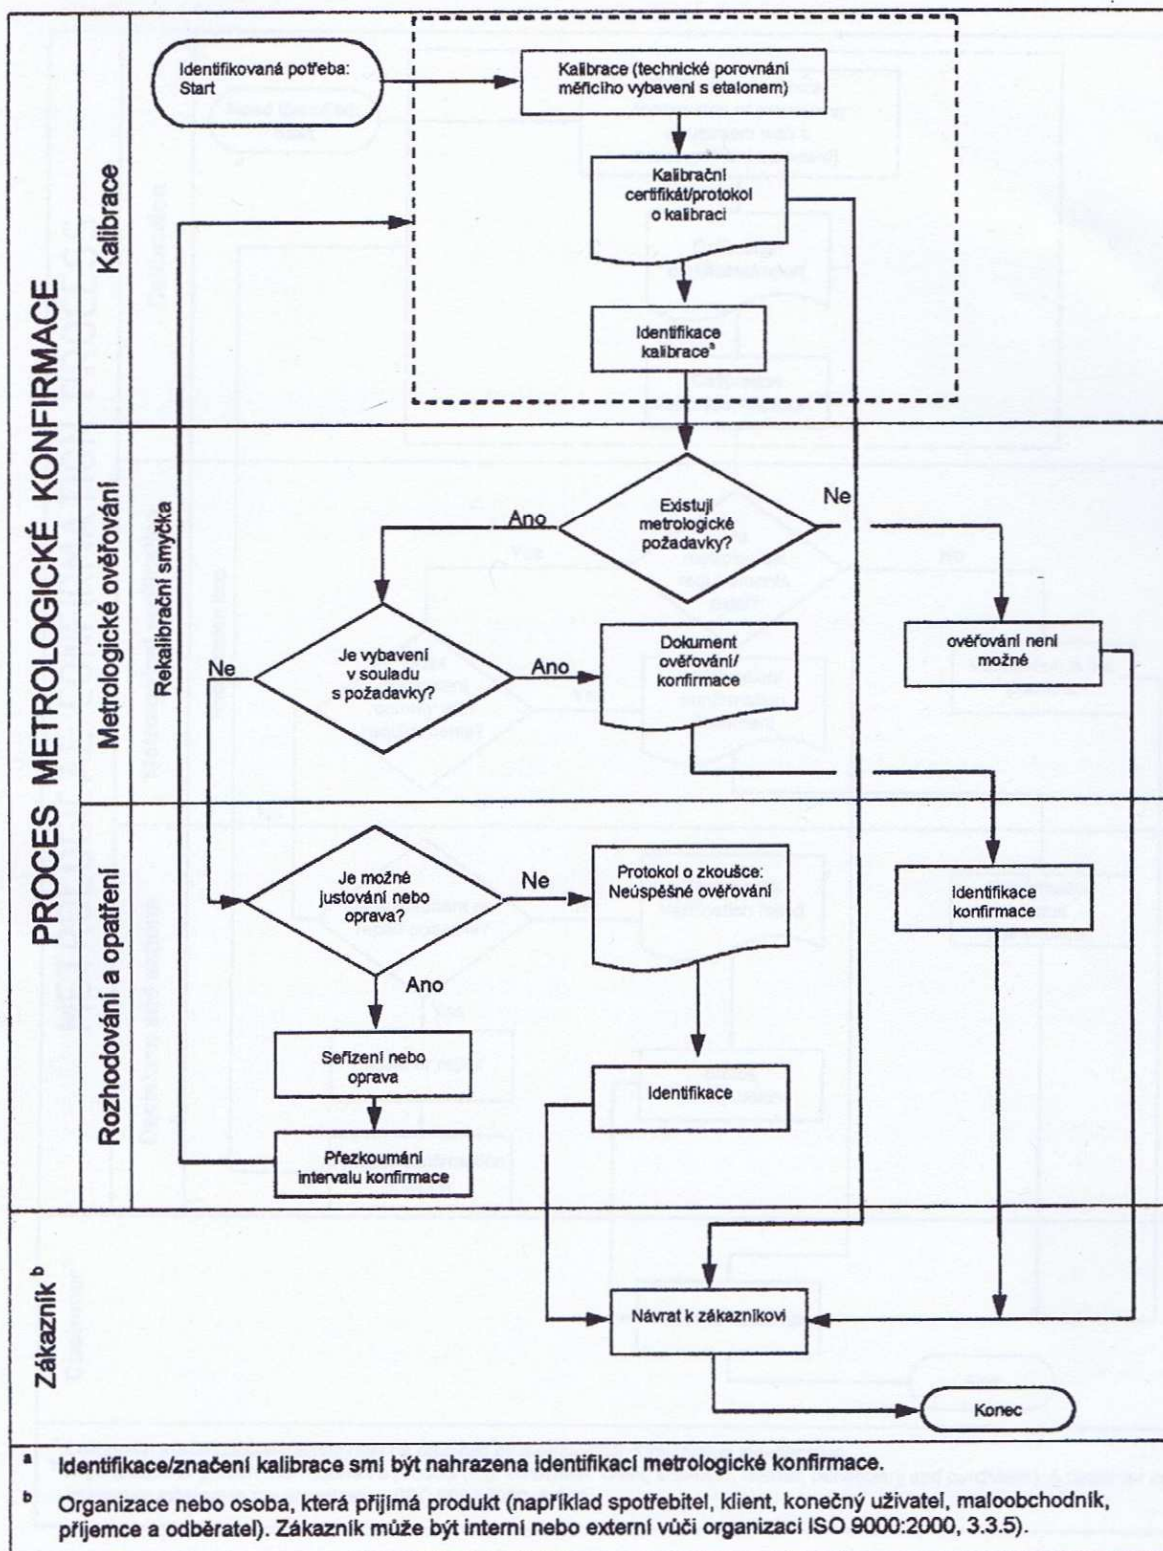 PROCES METROLOGICKÉ KONFIRMACE
Kalibrace
Identifikovaná potřeba:
Start
Kalibrace (technické porovnání
měřicího vybavení s etalonem)
Kalibrační
certifikát/protokol
o kalibraci
Identifikace
kalibrace ª
Metrologické ověřování
Rekalibrační smyčka
Existují
metrologické
požadavky?
Ano
Ne
Je vybavení
v souladu
s požadavky?
Ne
Ano
Dokument
ověřování/
konfirmace
ověřování není
možné
Rozhodování a opatření
Je možné
justování nebo
oprava?
Ne
Ano
Protokol o zkoušce:
Neúspěšné ověřování
Identifikace
konfirmace
Seřízení nebo
oprava
Identifikace
Přezkoumání
intervalu konfirmace
Zákazník b
Návrat k zákazníkovi
Konec
a Identifikace/značení kalibrace smí být nahrazena identifikací metrologické konfirmace.
b Organizace nebo osoba, která přijímá produkt (například spotřebitel, klient, konečný uživatel, maloobchodník,
příjemce a odběratel). Zákazník může být interní nebo externí vůči organizaci ISO 9000:2000, 3.3.5).